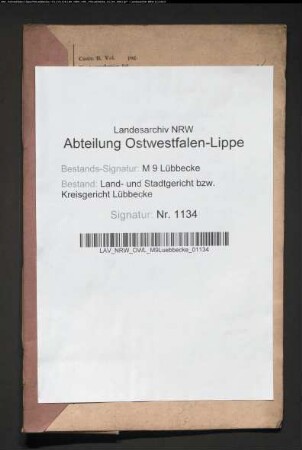 Landesarchiv NRW
Abteilung Ostwestfalen-Lippe
Bestands-Signatur: M 9 Lübbecke
Bestand: Land- und Stadtgericht bzw.
Kreisgericht Lübbecke
Signatur: Nr. 1134
LAV_NRW_OWL_M9Luebbecke_01134